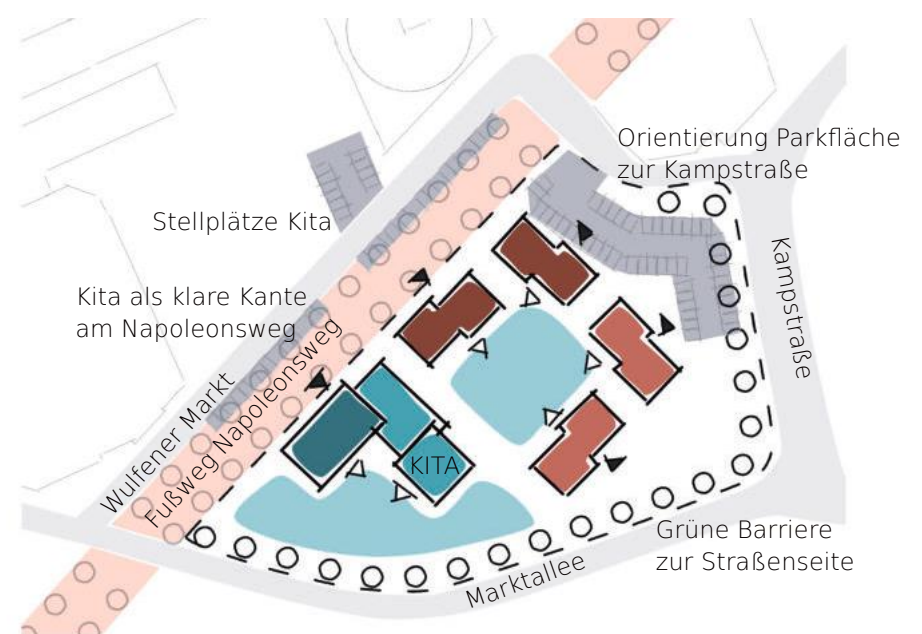 Orientierung Parkfläche
zur Kampstraße
Stellplätze Kita
Kita als klare Kante
am Napoleonsweg
Kampstraße
Wulfener Markt
Fußweg Napoleonsweg
KITA
Grüne Barriere
zur Straßenseite
Marktallee